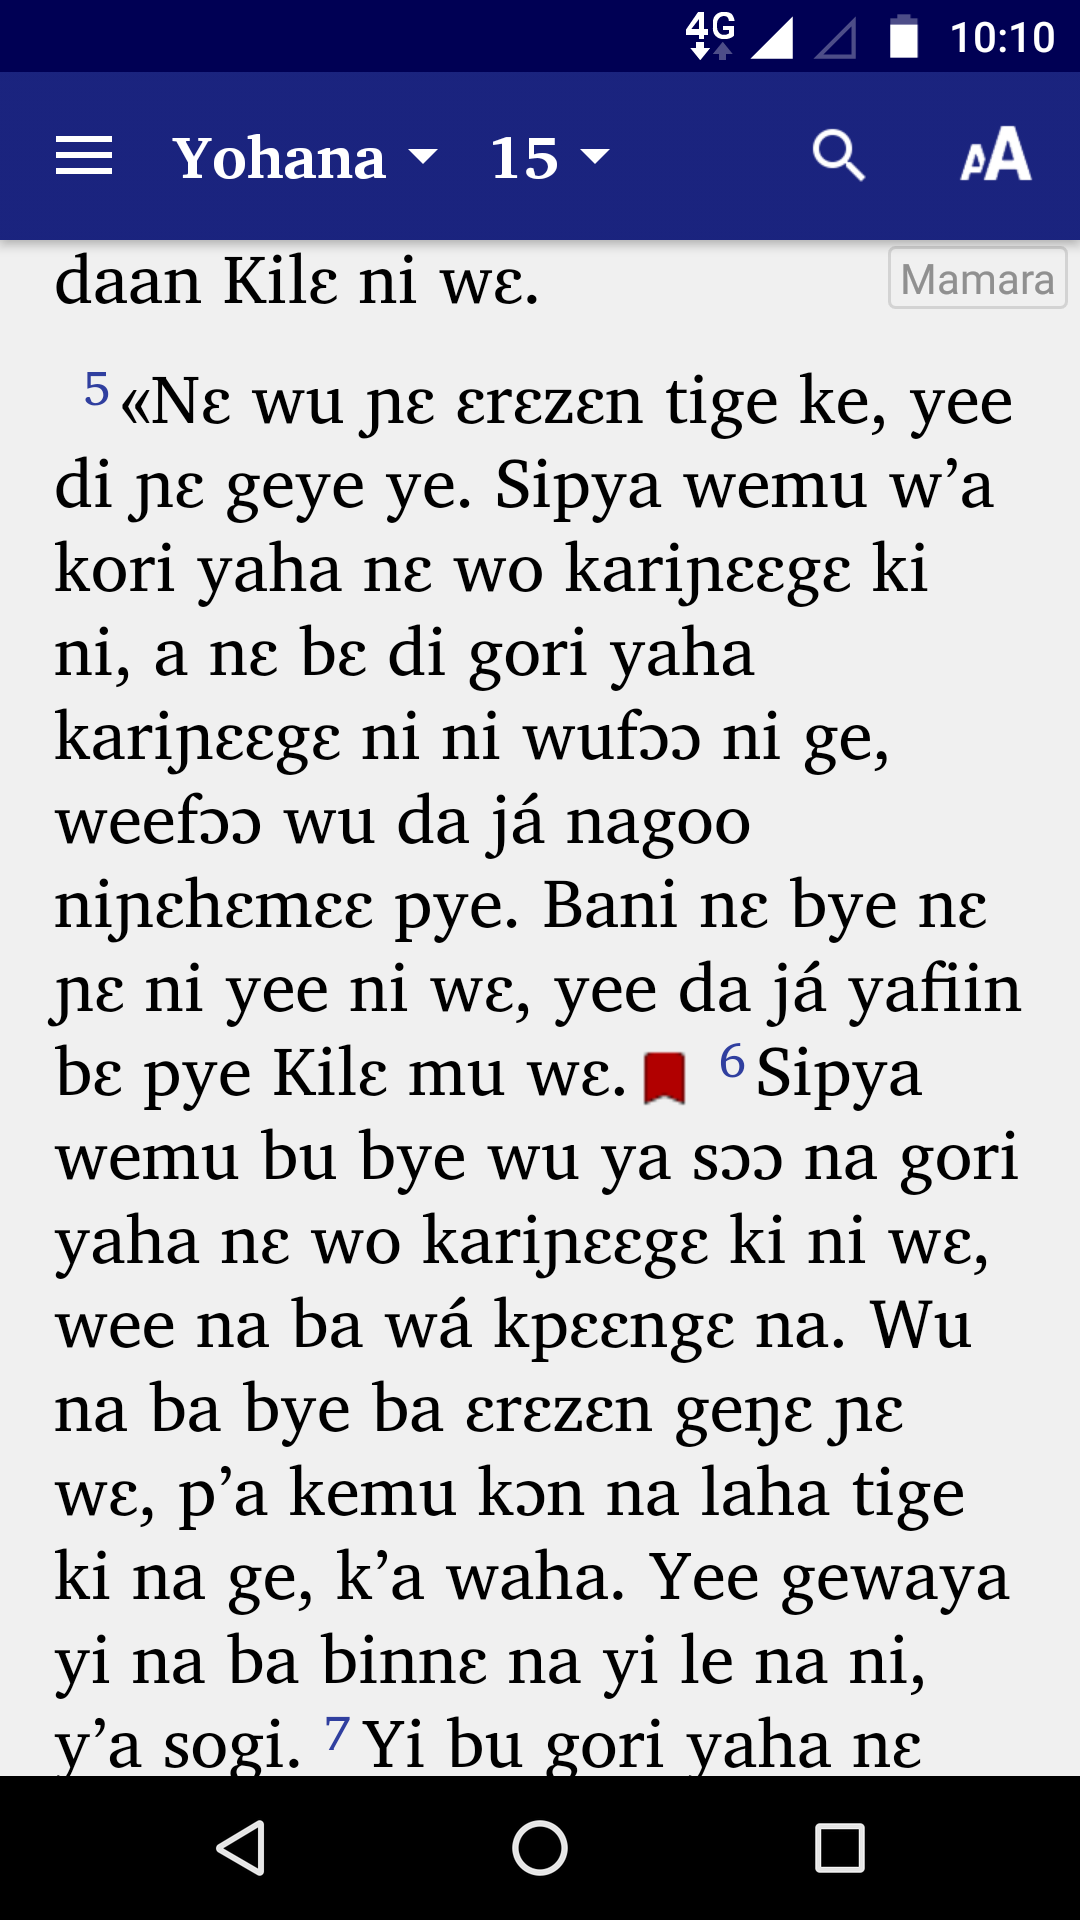 4G 10:10
Yohana 15
daan Kilɛ ni wɛ.
Mamara
5 «Nɛ wu ɲɛ ɛrɛzɛn tige ke, yee
di ɲɛ geye ye. Sipya wemu w’a
kori yaha nɛ wo kariɲɛɛgɛ ki
ni, a nɛ bɛ di gori yaha
kariɲɛɛgɛ ni ni wufɔɔ ni ge,
weefɔɔ wu da já nagoo
niɲɛhɛmɛɛ pye. Bani nɛ bye nɛ
ɲɛ ni yee ni wɛ, yee da já yafiin
bɛ pye Kilɛ mu wɛ. 6 Sipya
wemu bu bye wu ya sɔɔ na gori
yaha nɛ wo kariɲɛɛgɛ ki ni wɛ,
wee na ba wá kpɛɛngɛ na. Wu
na ba bye ba ɛrɛzɛn geŋɛ ɲɛ
wɛ, p’a kemu kɔn na laha tige
ki na ge, k’a waha. Yee gewaya
yi na ba binnɛ na yi le na ni,
y’a sogi. 7 Yi bu gori yaha nɛ